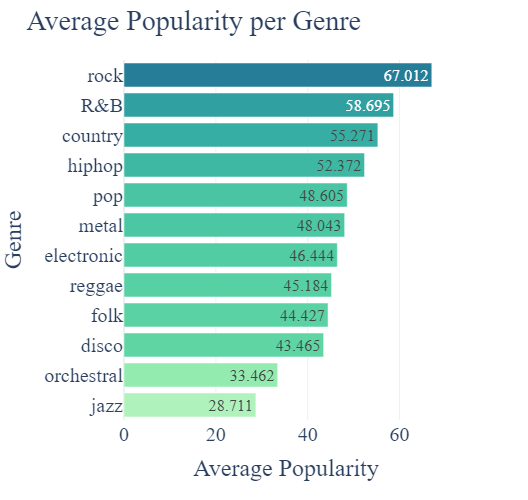 Average Popularity per Genre
Genre
rock 67.012
R&B 58.695
country 55.271
hiphop 52.372
pop 48.605
metal 48.043
electronic 46.444
reggae 45.184
folk 44.427
disco 43.465
orchestral 33.462
jazz 28.711
0 20 40 60
Average Popularity